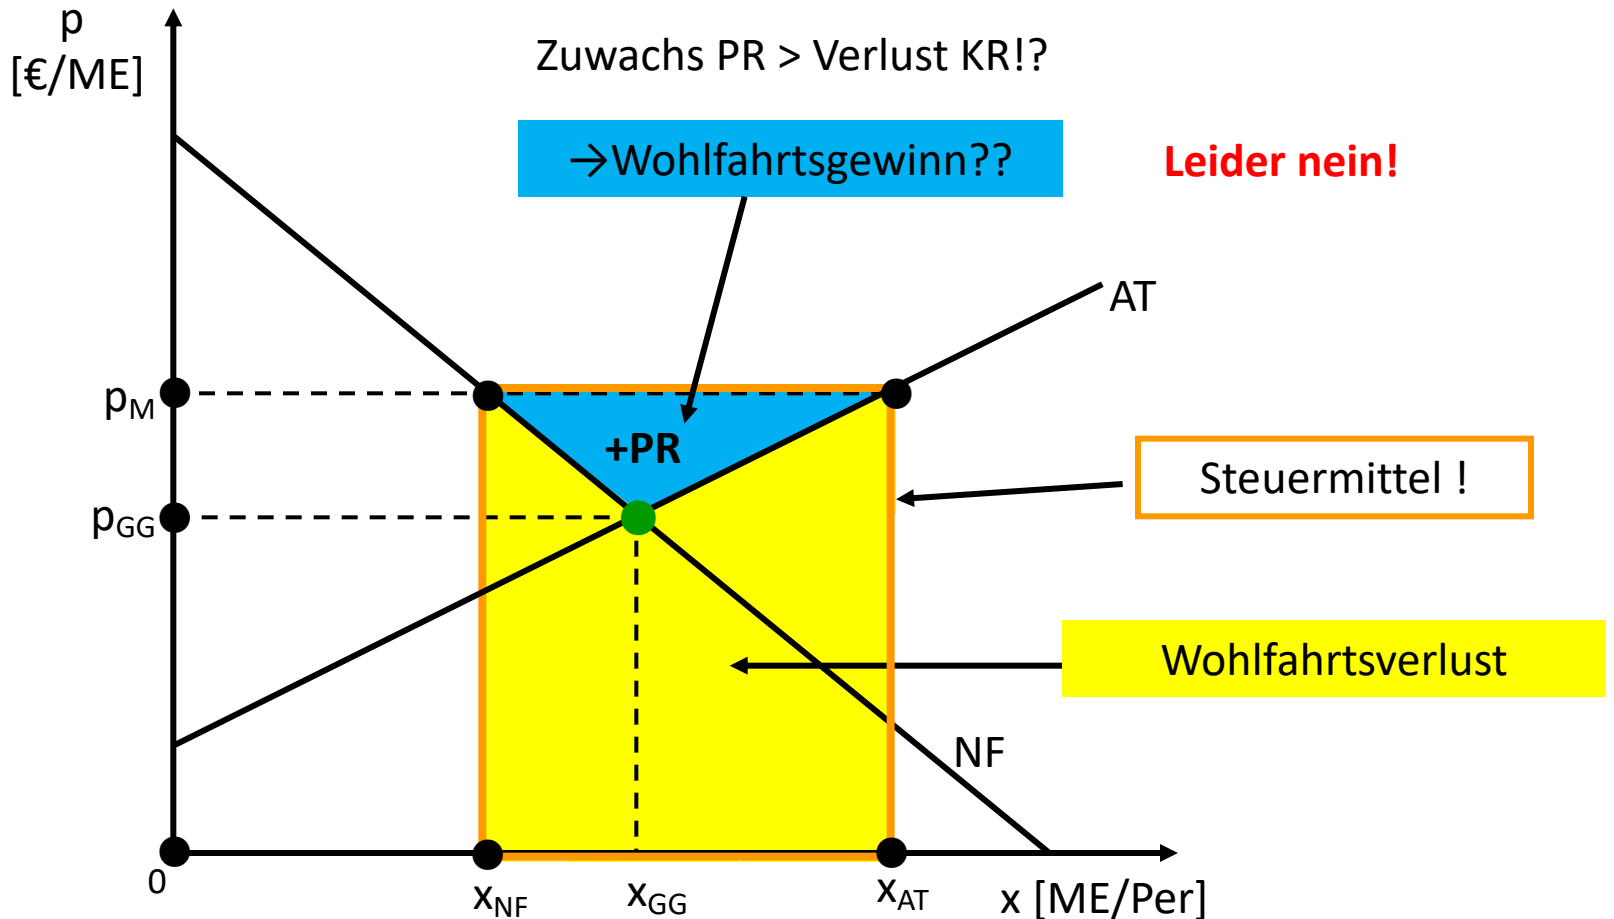 p
[€/ME]
Zuwachs PR > Verlust KR!?
→Wohlfahrtsgewinn??
Leider nein!
AT
p_M
+PR
Steuermittel !
p_GG
Wohlfahrtsverlust
NF
0
x_NF
x_GG
x_AT
x [ME/Per]